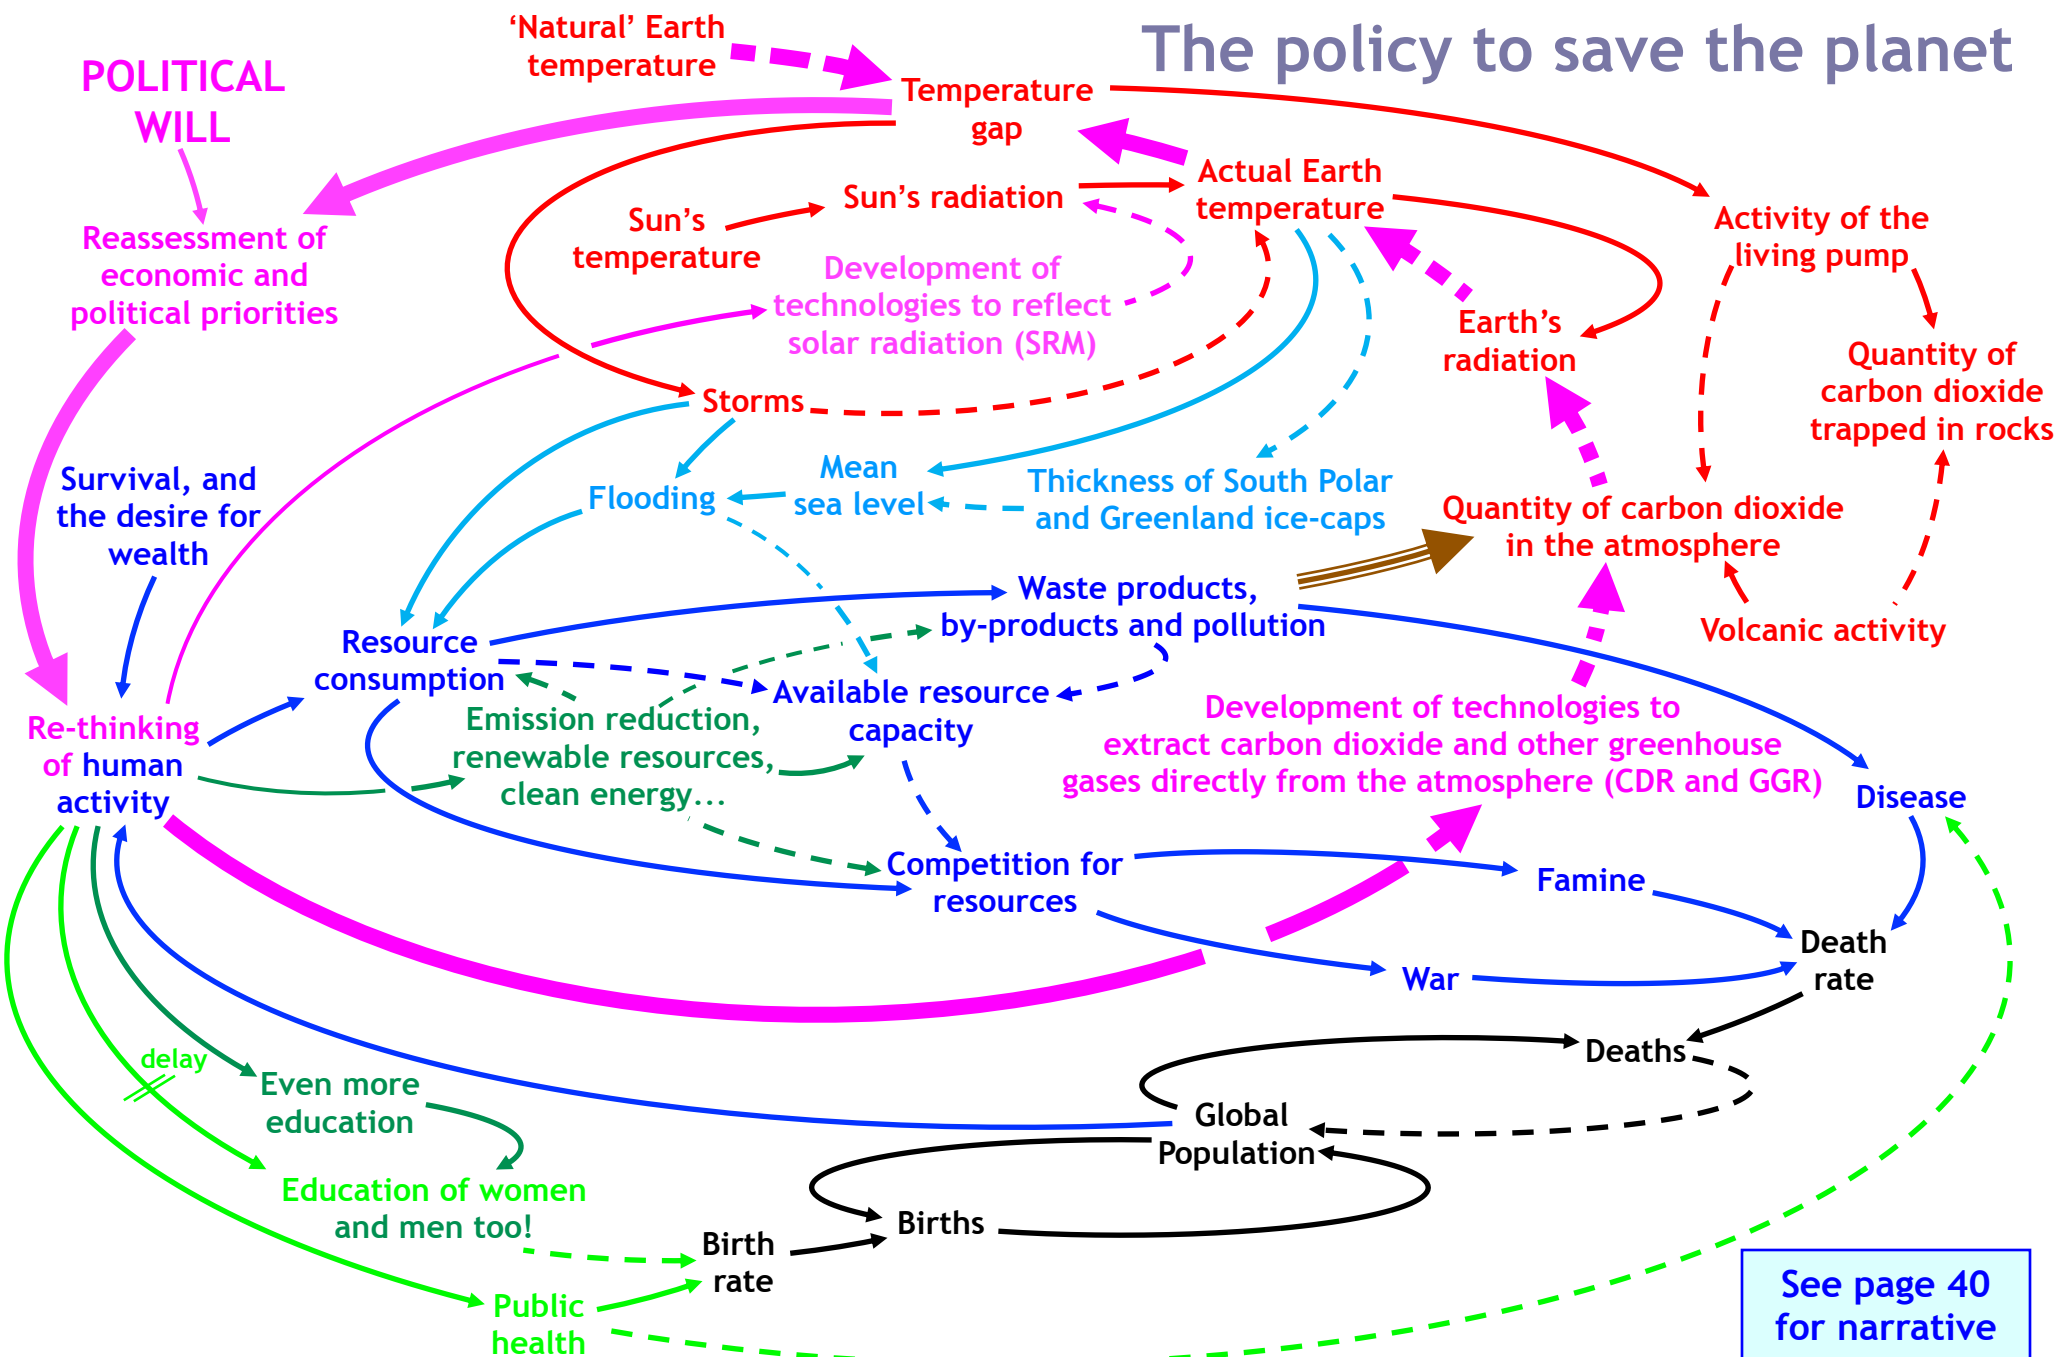 The policy to save the planet
‘Natural’ Earth
temperature
POLITICAL
WILL
Temperature
gap
Actual Earth
temperature
Sun’s radiation
Sun’s
temperature
Activity of the
living pump
Reassessment of
economic and
political priorities
Development of
technologies to reflect
solar radiation (SRM)
Earth’s
radiation
Quantity of
carbon dioxide
trapped in rocks
Storms
Survival, and
the desire for
wealth
Flooding
Mean
sea level
Thickness of South Polar
and Greenland ice-caps
Quantity of carbon dioxide
in the atmosphere
Waste products,
by-products and pollution
Volcanic activity
Resource
consumption
Available resource
capacity
Re-thinking
of human
activity
Emission reduction,
renewable resources,
clean energy...
Development of technologies to
extract carbon dioxide and other greenhouse
gases directly from the atmosphere (CDR and GGR)
Disease
Competition for
resources
Famine
Death
rate
War
delay
Deaths
Even more
education
Global
Population
Education of women
and men too!
Births
Birth
rate
Public
health
See page 40
for narrative